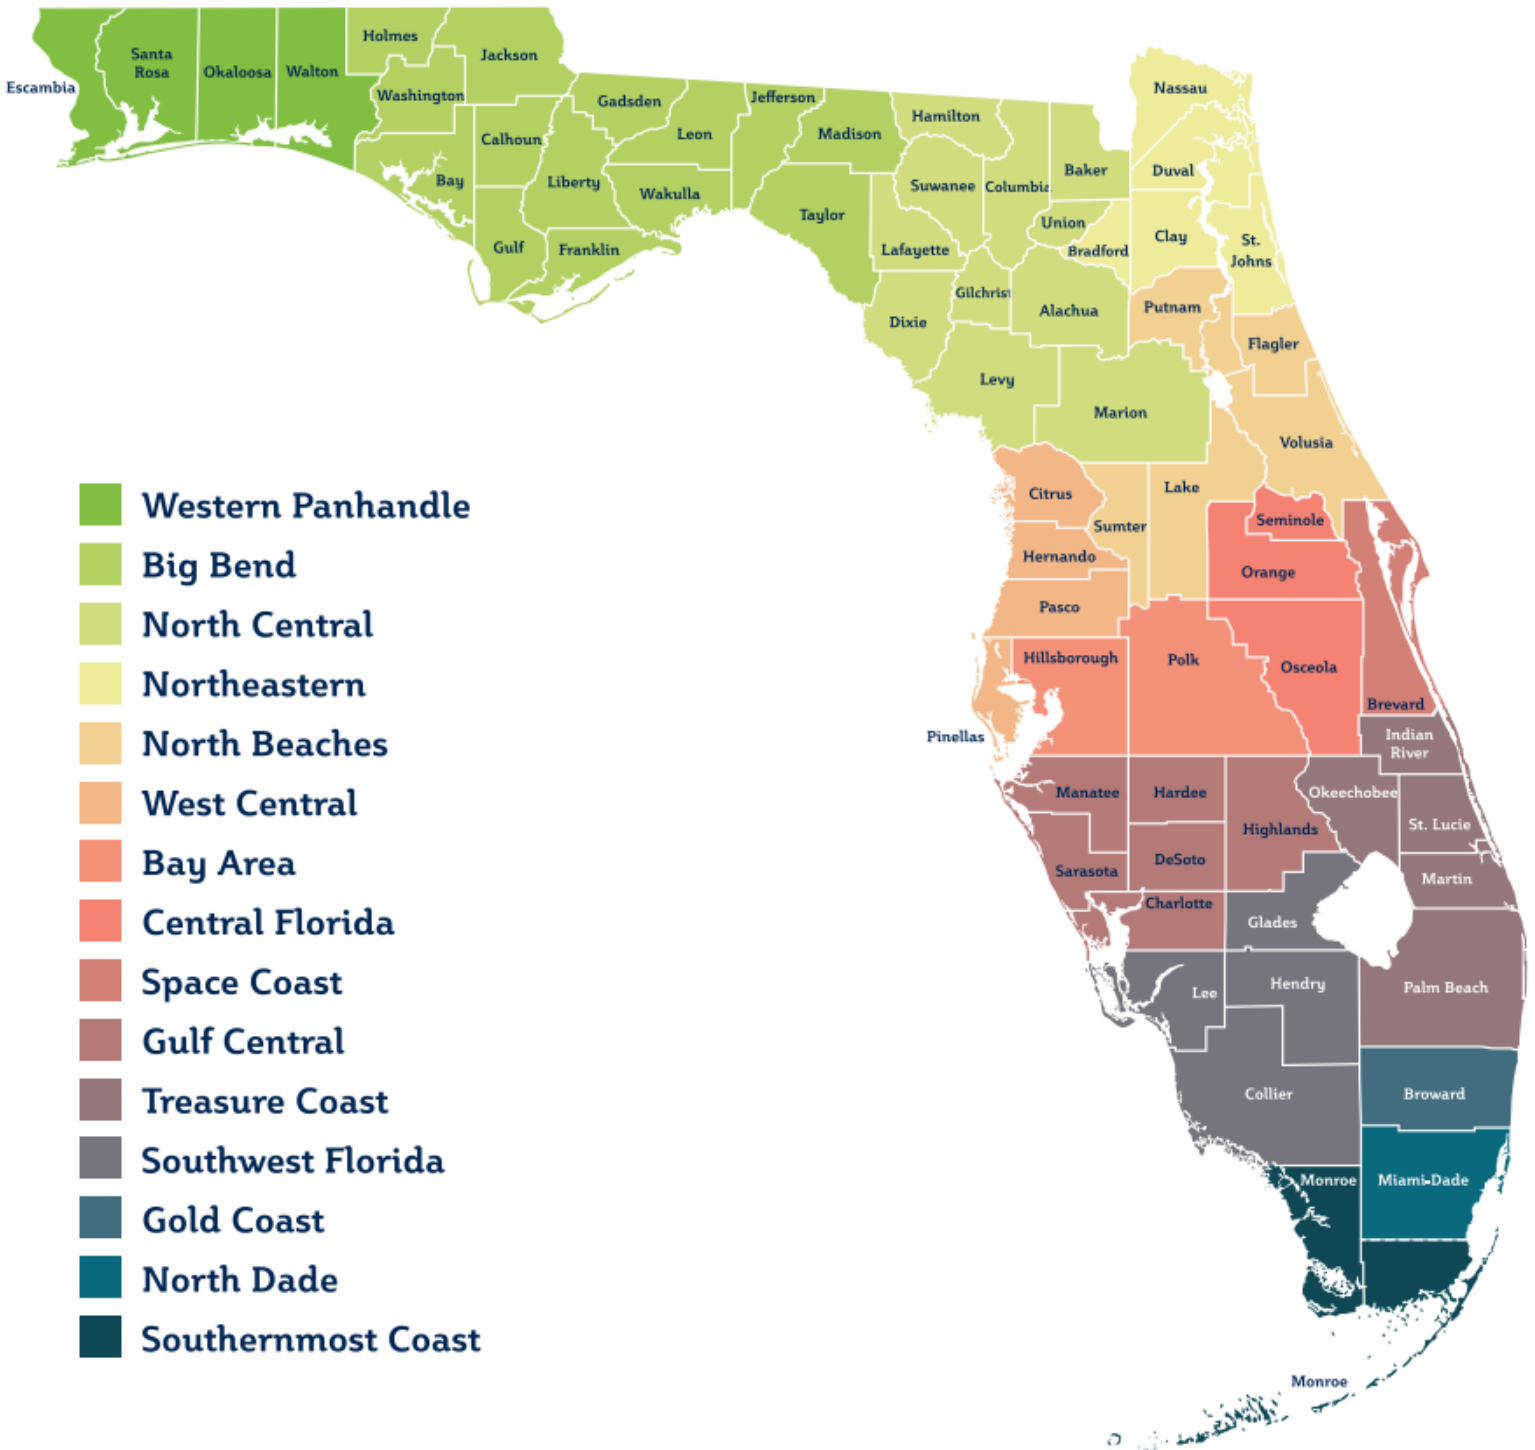 Escambia
Santa
Rosa
Okaloosa
Walton
Holmes
Jackson
Washington
Calhoun
Bay
Gulf
Liberty
Franklin
Gadsden
Leon
Wakulla
Jefferson
Madison
Taylor
Hamilton
Suwanee
Columbia
Lafayette
Baker
Union
Bradford
Nassau
Duval
Clay
St.
Johns
Gilchrist
Alachua
Dixie
Levy
Marion
Putnam
Flagler
Volusia
Lake
Citrus
Sumter
Hernando
Pasco
Pinellas
Hillsborough
Polk
Seminole
Orange
Osceola
Brevard
Indian
River
Okeechobee
St. Lucie
Martin
Manatee
Hardee
Highlands
DeSoto
Sarasota
Charlotte
Glades
Lee
Hendry
Palm Beach
Collier
Broward
Miami-Dade
Monroe
Monroe
Western Panhandle
Big Bend
North Central
Northeastern
North Beaches
West Central
Bay Area
Central Florida
Space Coast
Gulf Central
Treasure Coast
Southwest Florida
Gold Coast
North Dade
Southernmost Coast